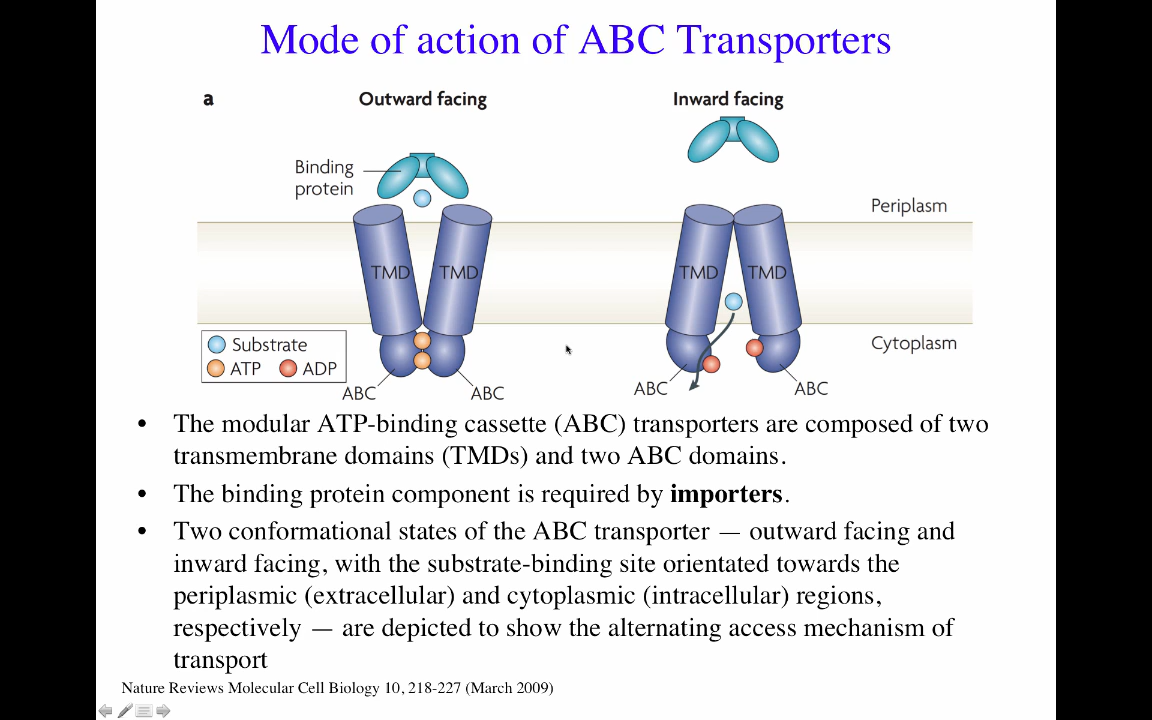 Mode of action of ABC Transporters
a
Outward facing
Inward facing
Binding
protein
Periplasm
TMD
TMD
TMD
TMD
Substrate
ATP
ADP
Cytoplasm
ABC
ABC
ABC
ABC
• The modular ATP-binding cassette (ABC) transporters are composed of two
transmembrane domains (TMDs) and two ABC domains.
• The binding protein component is required by importers.
• Two conformational states of the ABC transporter — outward facing and
inward facing, with the substrate-binding site orientated towards the
periplasmic (extracellular) and cytoplasmic (intracellular) regions,
respectively — are depicted to show the alternating access mechanism of
transport
Nature Reviews Molecular Cell Biology 10, 218-227 (March 2009)